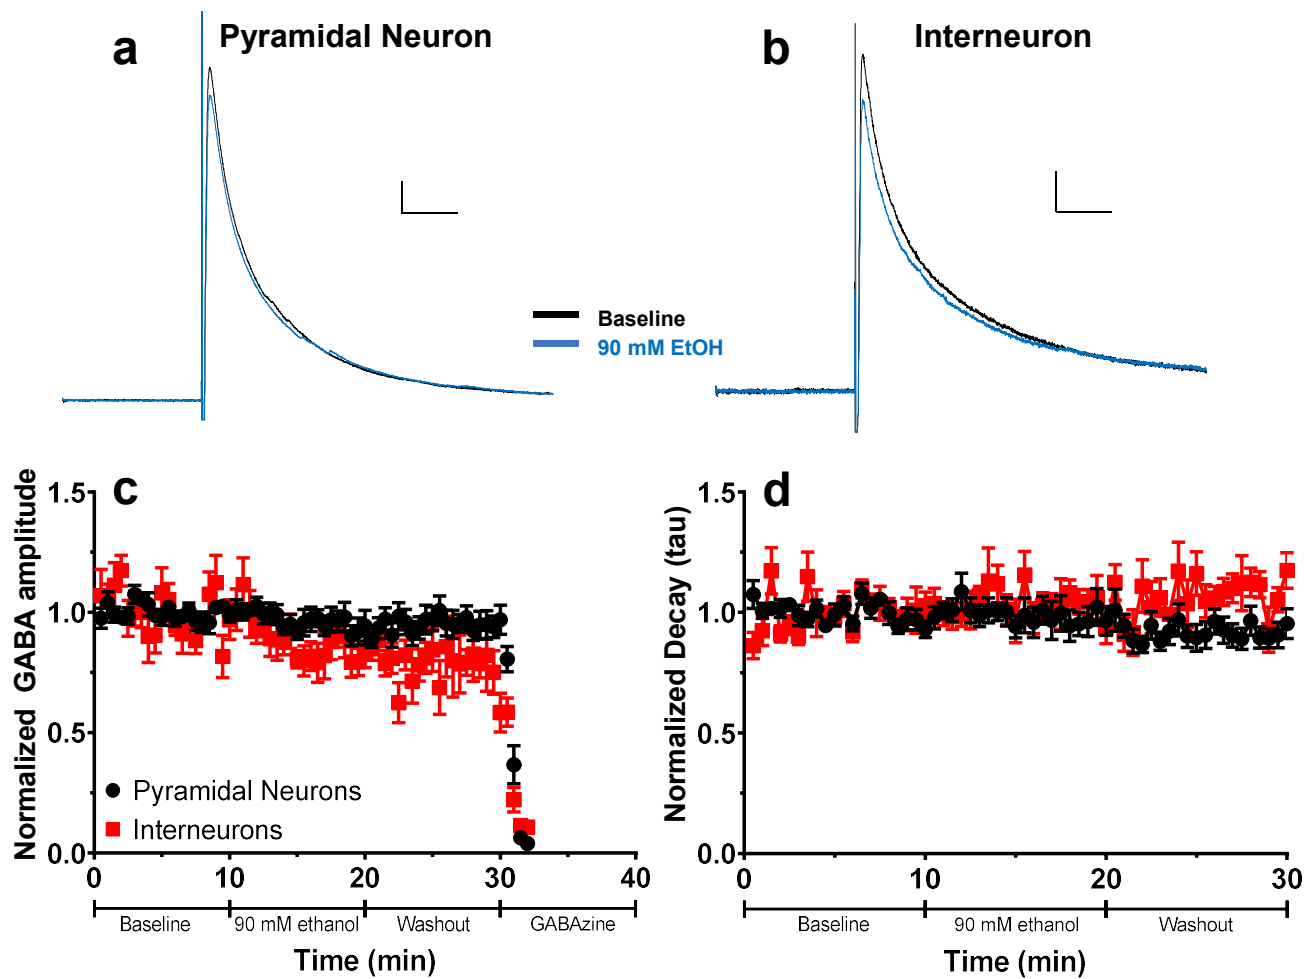 a
Pyramidal Neuron
b
Interneuron
Baseline
90 mM EtOH
c
Normalized GABA amplitude
1.5
1.0
0.5
0.0
Pyramidal Neurons
Interneurons
0 10 20 30 40
Baseline 90 mM ethanol Washout GABAzine
Time (min)
d
Normalized Decay (tau)
1.5
1.0
0.5
0.0
0 10 20 30
Baseline 90 mM ethanol Washout
Time (min)